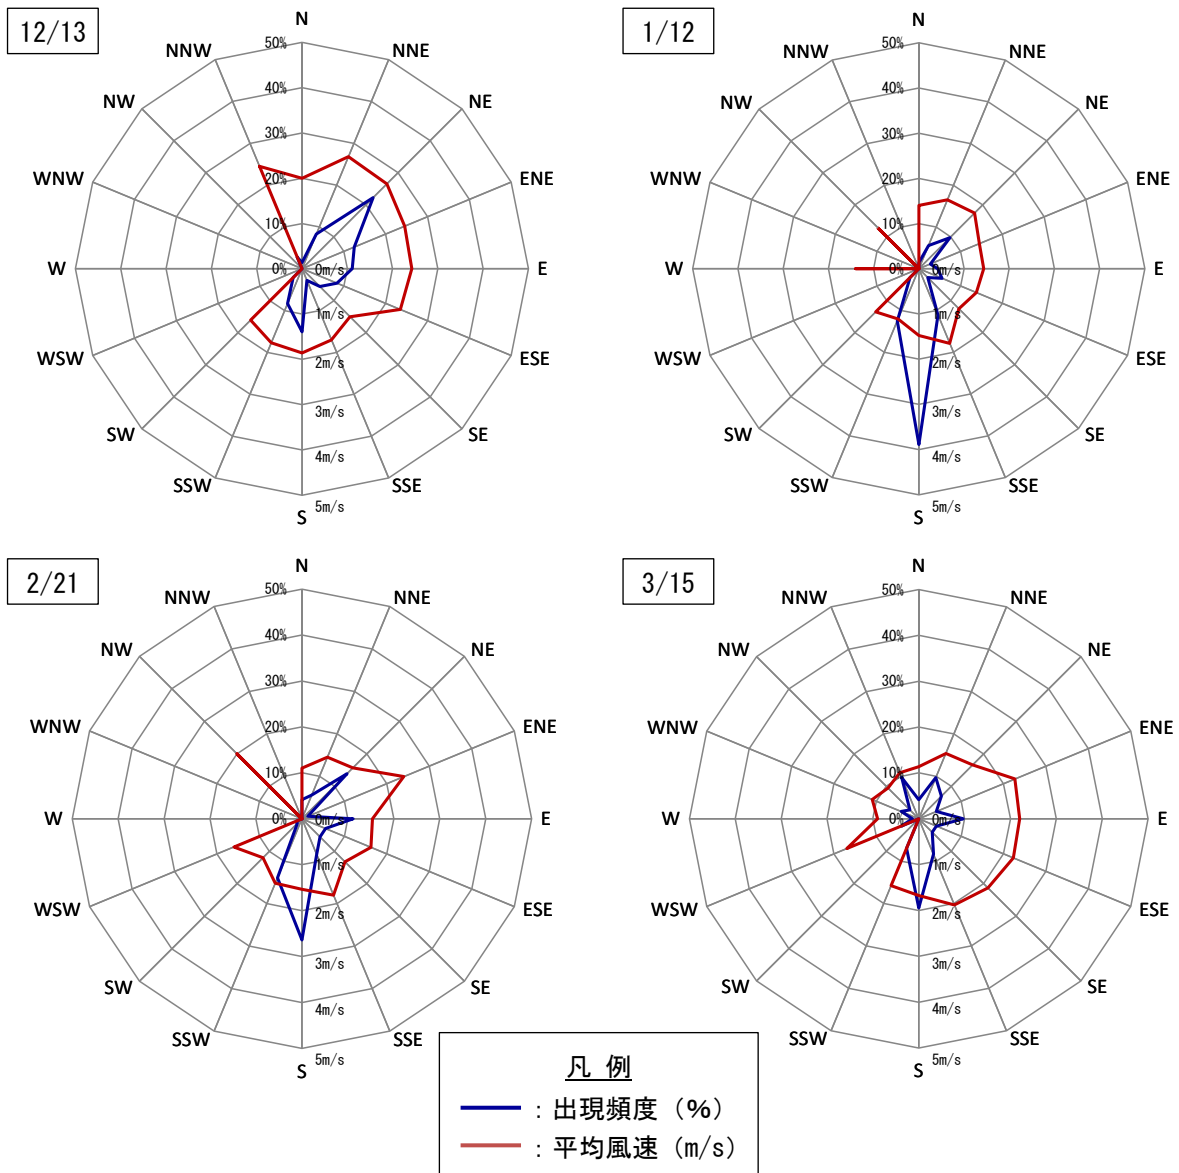 12/13
N
NNE
NE
ENE
E
ESE
SE
SSE
S
SSW
SW
WSW
W
WNW
NW
NNW
50%
40%
30%
20%
10%
0%
0m/s
1m/s
2m/s
3m/s
4m/s
5m/s
1/12
N
NNE
NE
ENE
E
ESE
SE
SSE
S
SSW
SW
WSW
W
WNW
NW
NNW
50%
40%
30%
20%
10%
0%
0m/s
1m/s
2m/s
3m/s
4m/s
5m/s
2/21
N
NNE
NE
ENE
E
ESE
SE
SSE
S
SSW
SW
WSW
W
WNW
NW
NNW
50%
40%
30%
20%
10%
0%
0m/s
1m/s
2m/s
3m/s
4m/s
5m/s
3/15
N
NNE
NE
ENE
E
ESE
SE
SSE
S
SSW
SW
WSW
W
WNW
NW
NNW
50%
40%
30%
20%
10%
0%
0m/s
1m/s
2m/s
3m/s
4m/s
5m/s
凡 例
:出現頻度(%)
:平均風速(m/s)